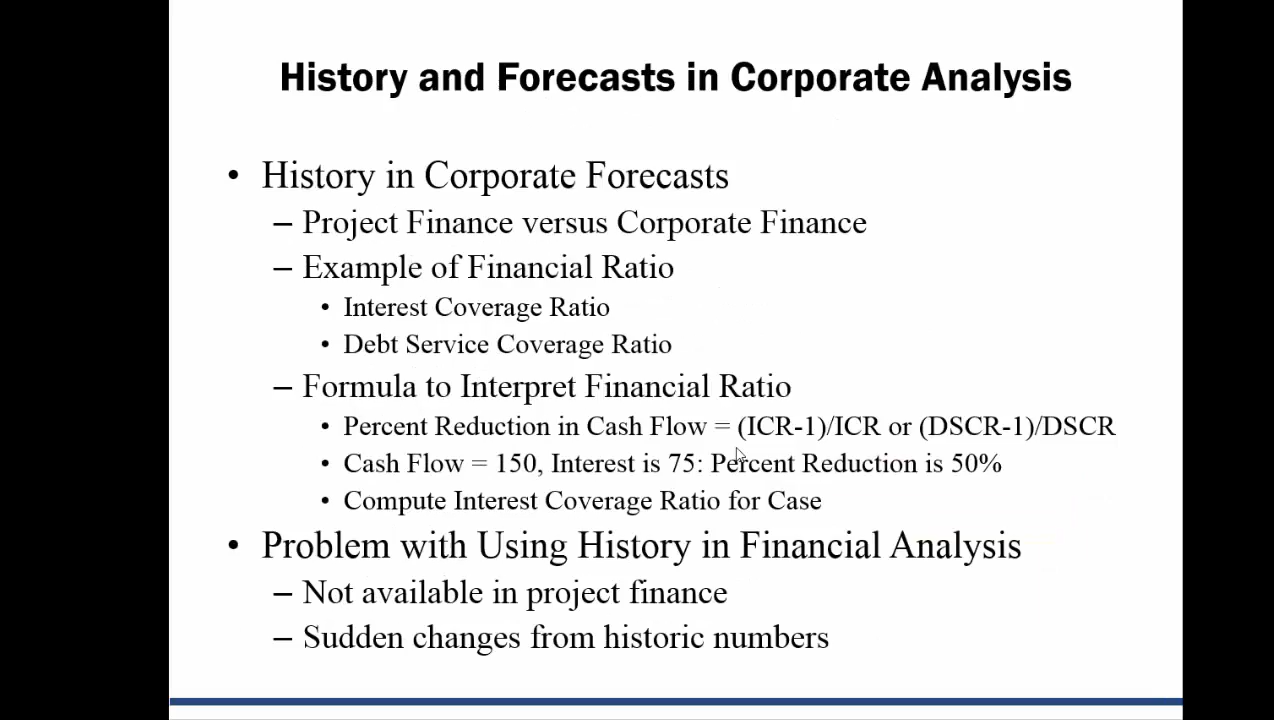 History and Forecasts in Corporate Analysis
• History in Corporate Forecasts
– Project Finance versus Corporate Finance
– Example of Financial Ratio
• Interest Coverage Ratio
• Debt Service Coverage Ratio
– Formula to Interpret Financial Ratio
• Percent Reduction in Cash Flow = (ICR-1)/ICR or (DSCR-1)/DSCR
• Cash Flow = 150, Interest is 75: Percent Reduction is 50%
• Compute Interest Coverage Ratio for Case
• Problem with Using History in Financial Analysis
– Not available in project finance
– Sudden changes from historic numbers